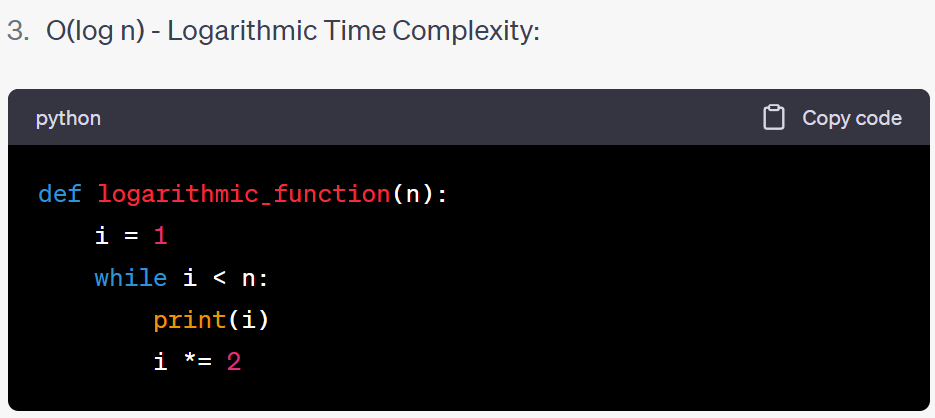 3. O(log n) - Logarithmic Time Complexity:
python
Copy code
def logarithmic_function(n):
    i = 1
    while i < n:
        print(i)
        i *= 2